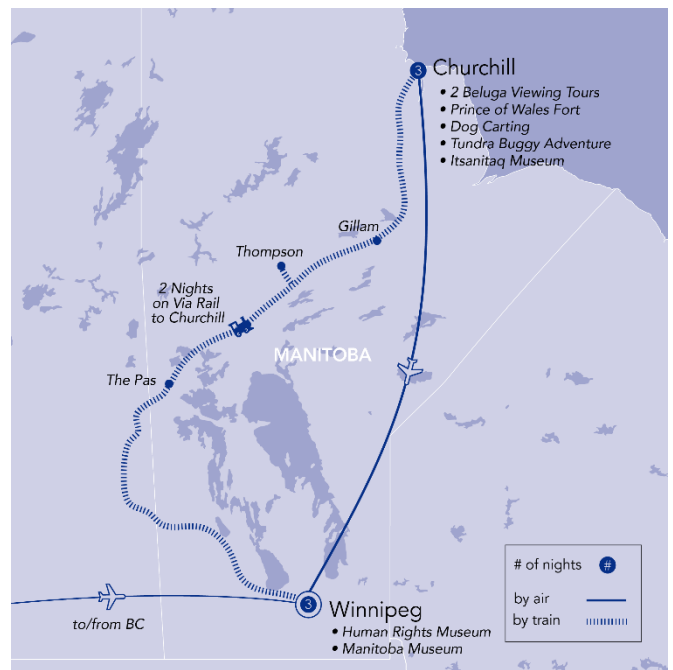 3
Churchill
• 2 Beluga Viewing Tours
• Prince of Wales Fort
• Dog Carting
• Tundra Buggy Adventure
• Itsanitaq Museum
Gillam
Thompson
2 Nights
on Via Rail
to Churchill
MANITOBA
The Pas
# of nights #
by air
by train
3
Winnipeg
to/from BC
• Human Rights Museum
• Manitoba Museum